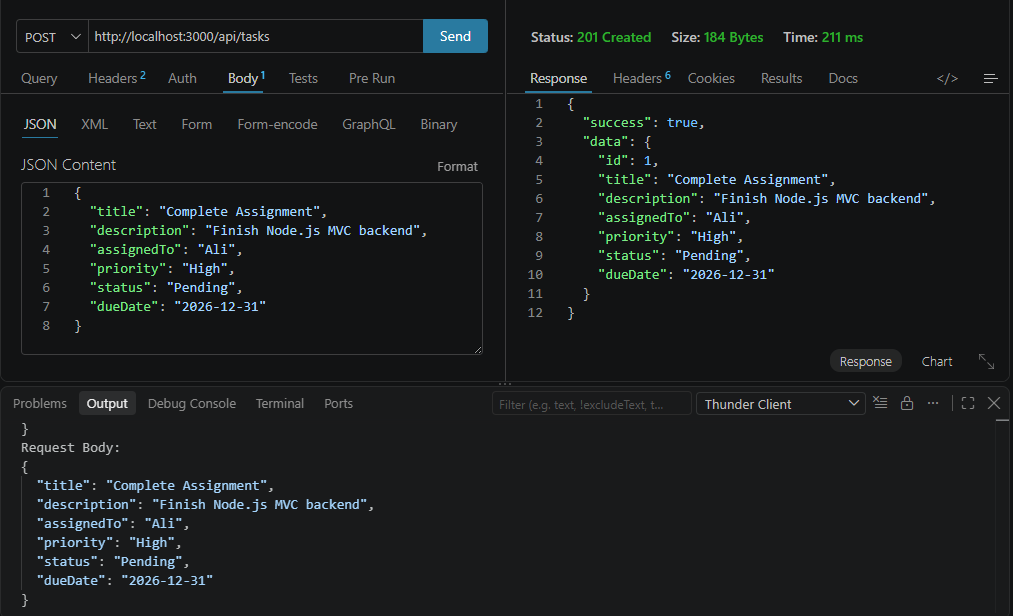 POST http://localhost:3000/api/tasks Send
Query Headers 2 Auth Body 1 Tests Pre Run
JSON XML Text Form Form-encode GraphQL Binary
JSON Content Format
1 {
2 "title": "Complete Assignment",
3 "description": "Finish Node.js MVC backend",
4 "assignedTo": "Ali",
5 "priority": "High",
6 "status": "Pending",
7 "dueDate": "2026-12-31"
8 }
Status: 201 Created Size: 184 Bytes Time: 211 ms
Response Headers 6 Cookies Results Docs </>
1 {
2 "success": true,
3 "data": {
4 "id": 1,
5 "title": "Complete Assignment",
6 "description": "Finish Node.js MVC backend",
7 "assignedTo": "Ali",
8 "priority": "High",
9 "status": "Pending",
10 "dueDate": "2026-12-31"
11 }
12 }
Response Chart
Problems Output Debug Console Terminal Ports Filter (e.g. text, !excludeText, t... Thunder Client
}
Request Body:
{
"title": "Complete Assignment",
"description": "Finish Node.js MVC backend",
"assignedTo": "Ali",
"priority": "High",
"status": "Pending",
"dueDate": "2026-12-31"
}